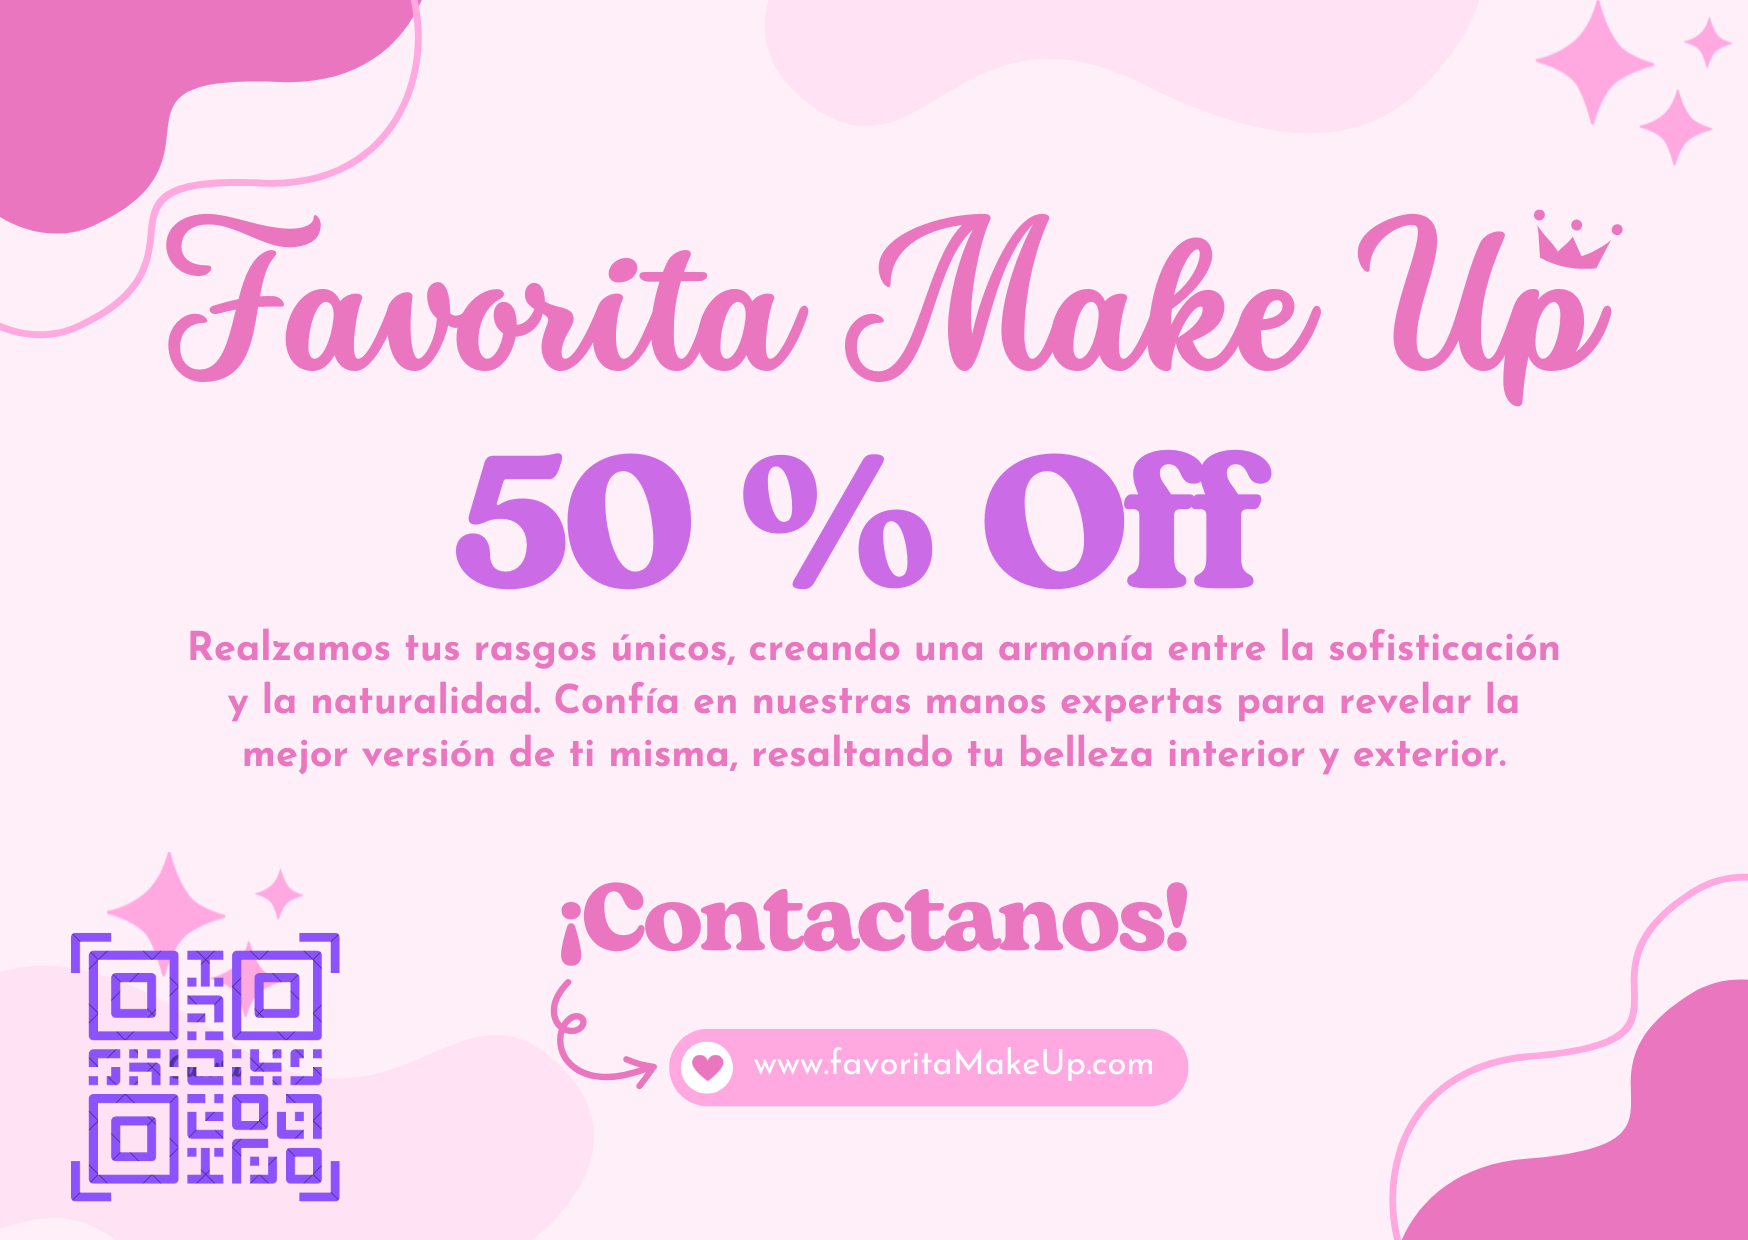 Favorita Make Up
50 % Off
Realzamos tus rasgos únicos, creando una armonía entre la sofisticación
y la naturalidad. Confía en nuestras manos expertas para revelar la
mejor versión de ti misma, resaltando tu belleza interior y exterior.
¡Contactanos!
www.favoritaMakeUp.com